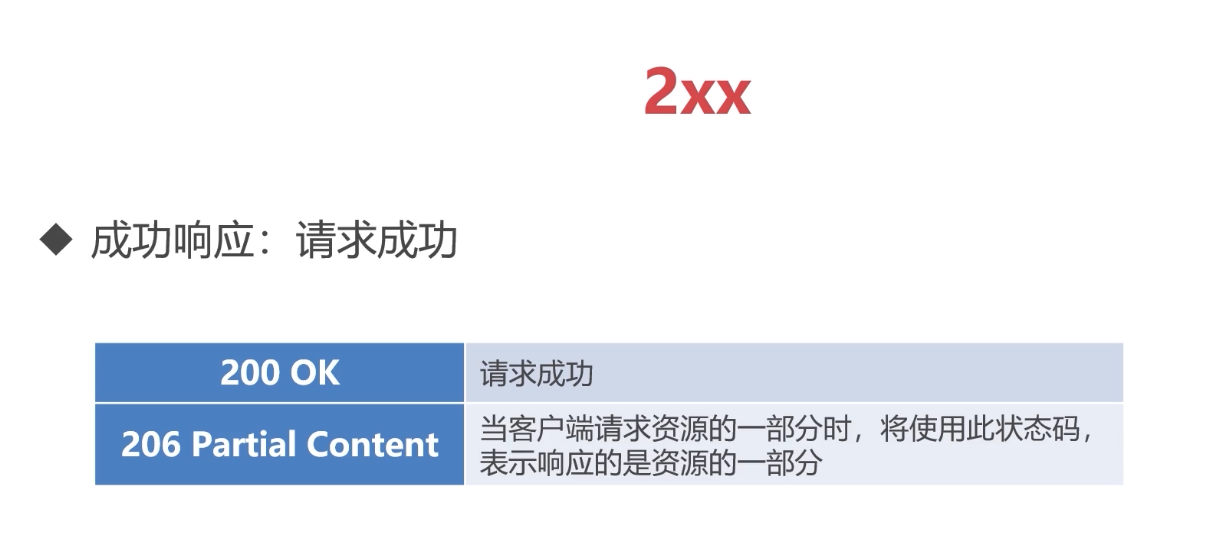 2xx
◆ 成功响应：请求成功
200 OK
请求成功
206 Partial Content
当客户端请求资源的一部分时，将使用此状态码，
表示响应的是资源的一部分